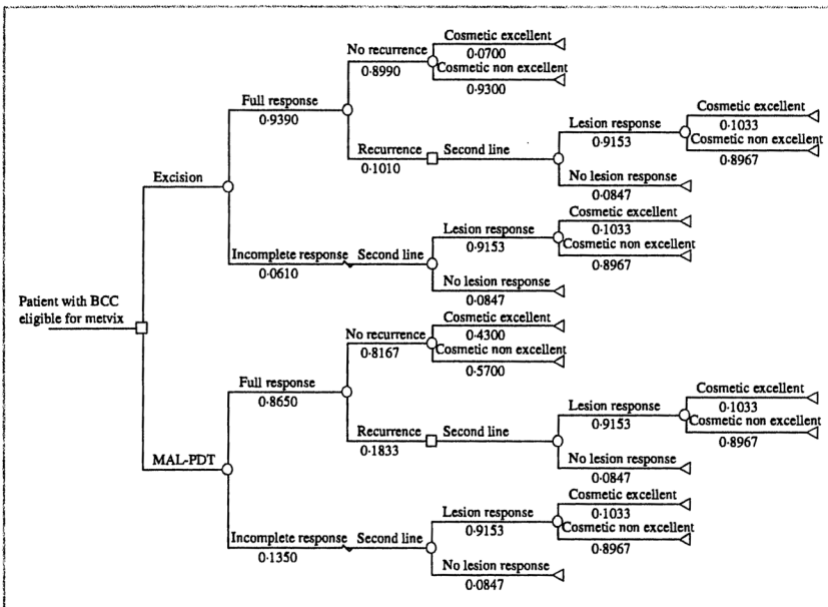 Cosmetic excellent
No recurrence
0·0700
Cosmetic non excellent
0·8990
0·9300
Full response
0·9390
Cosmetic excellent
Lesion response
0·1033
Cosmetic non excellent
0·9153
0·8967
Recurrence
Second line
0·1010
No lesion response
0·0847
Excision
Cosmetic excellent
Lesion response
0·1033
Cosmetic non excellent
0·9153
0·8967
Incomplete response
Second line
0·0610
No lesion response
0·0847
Patient with BCC
eligible for metvix
Cosmetic excellent
No recurrence
0·4300
Cosmetic non excellent
0·8167
0·5700
Full response
0·8650
Cosmetic excellent
Lesion response
0·1033
Cosmetic non excellent
0·9153
0·8967
Recurrence
Second line
0·1833
No lesion response
0·0847
MAL-PDT
Cosmetic excellent
Lesion response
0·1033
Cosmetic non excellent
0·9153
0·8967
Incomplete response
Second line
0·1350
No lesion response
0·0847